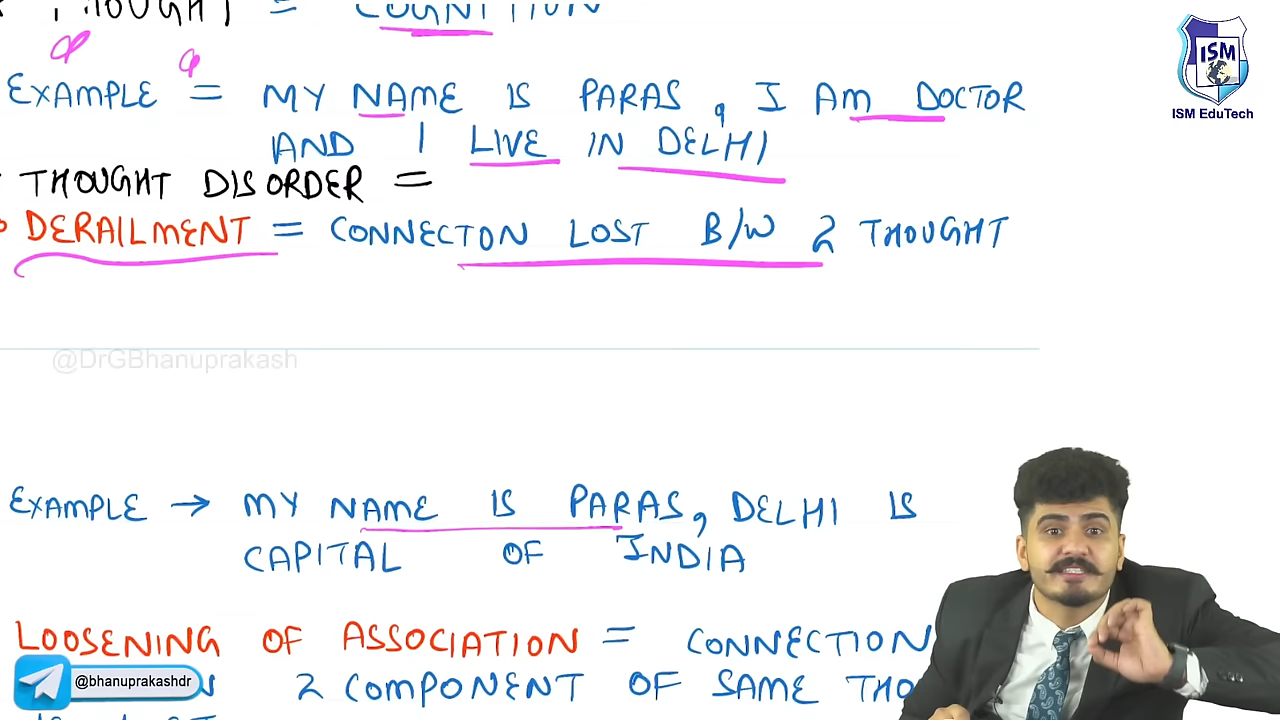 THOUGHT = COGNITION
EXAMPLE = MY NAME IS PARAS, I AM DOCTOR
AND I LIVE IN DELHI
THOUGHT DISORDER =
DERAILMENT = CONNECTON LOST B/W 2 THOUGHT
@DrGBhanuprakash
EXAMPLE → MY NAME IS PARAS, DELHI IS
CAPITAL OF INDIA
LOOSENING OF ASSOCIATION = CONNECTION
2 COMPONENT OF SAME THO
@bhanuprakashdr
ISM
ISM EduTech